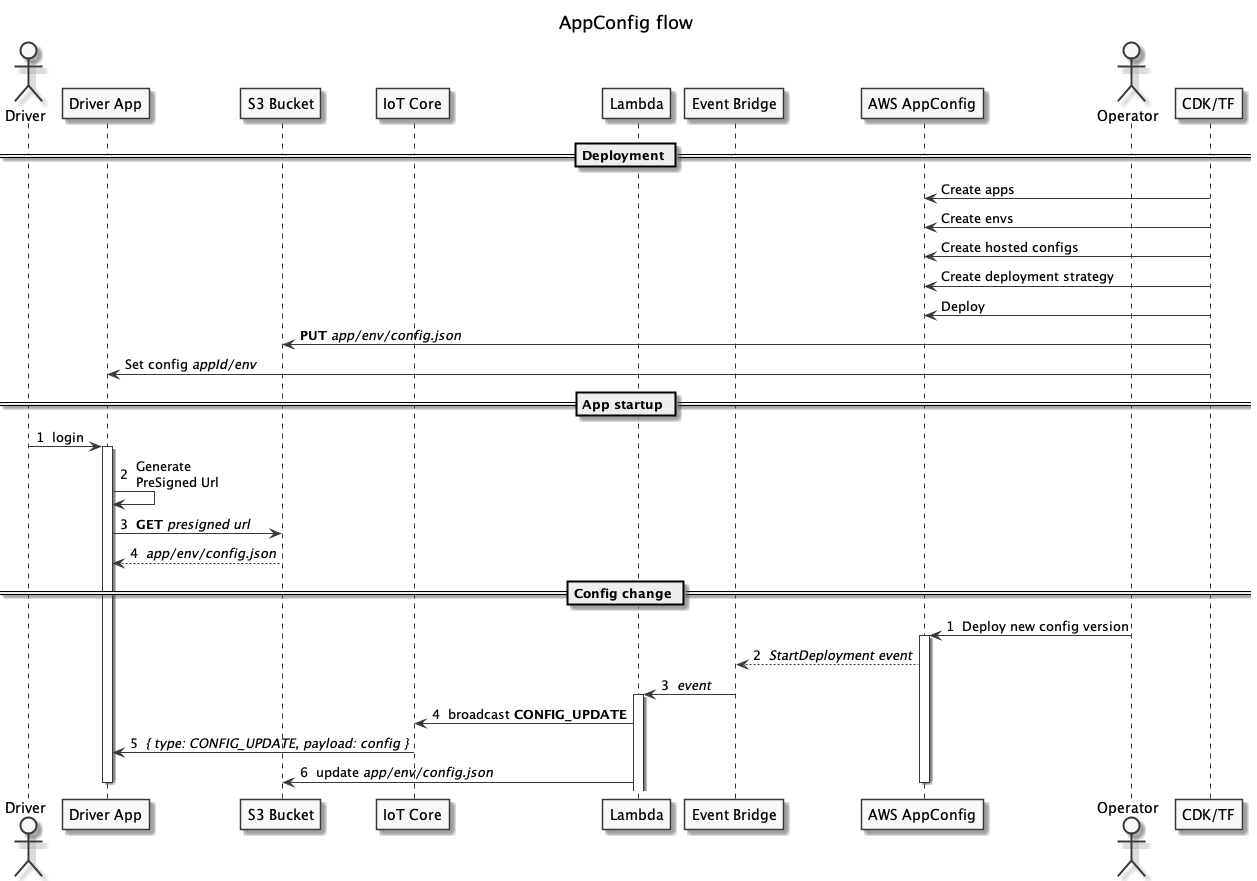 AppConfig flow
Driver
Driver App
S3 Bucket
IoT Core
Lambda
Event Bridge
AWS AppConfig
Operator
CDK/TF
Deployment
Create apps
Create envs
Create hosted configs
Create deployment strategy
Deploy
PUT app/env/config.json
Set config appId/env
App startup
1 login
2 Generate
PreSigned Url
3 GET presigned url
4 app/env/config.json
Config change
1 Deploy new config version
2 StartDeployment event
3 event
4 broadcast CONFIG_UPDATE
5 { type: CONFIG_UPDATE, payload: config }
6 update app/env/config.json
Driver
Driver App
S3 Bucket
IoT Core
Lambda
Event Bridge
AWS AppConfig
Operator
CDK/TF